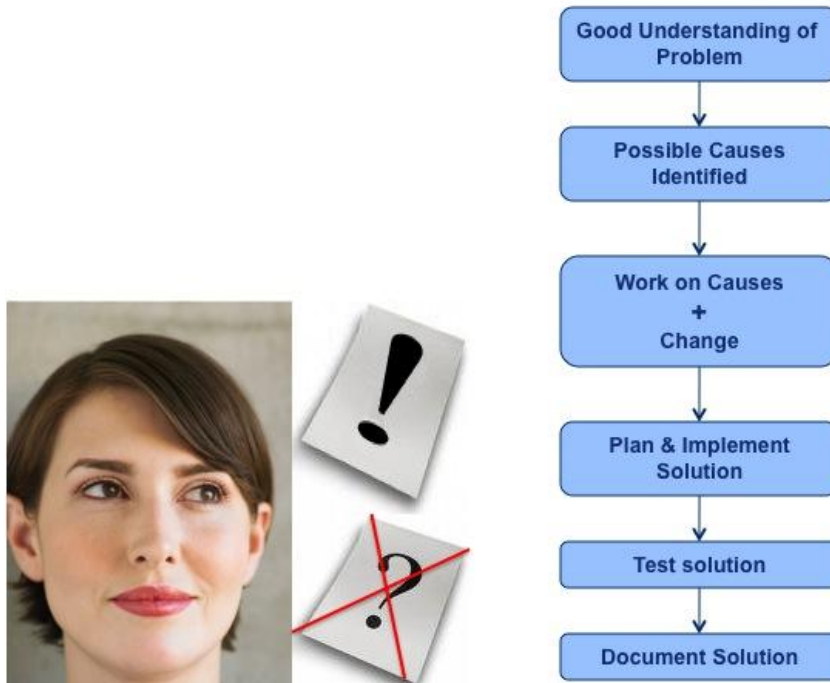 Good Understanding of
Problem
Possible Causes
Identified
Work on Causes
+
Change
Plan & Implement
Solution
Test solution
Document Solution
!
?